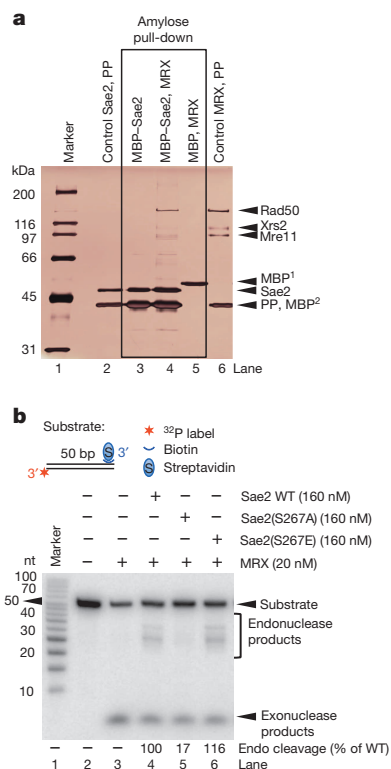 a
Amylose
pull-down
Marker
Control Sae2, PP
MBP–Sae2
MBP–Sae2, MRX
MBP, MRX
Control MRX, PP
kDa
200
116
97
66
45
31
Rad50
Xrs2
Mre11
MBP1
Sae2
PP, MBP2
1 2 3 4 5 6 Lane
b
Substrate:
50 bp S 3′
3′
32P label
Biotin
S Streptavidin
– – – + – – Sae2 WT (160 nM)
– – – + – Sae2(S267A) (160 nM)
– – – – + Sae2(S267E) (160 nM)
– + + + + MRX (20 nM)
Marker
nt
100
70
50
40
30
20
10
Substrate
Endonuclease
products
Exonuclease
products
– – – 100 17 116 Endo cleavage (% of WT)
1 2 3 4 5 6 Lane